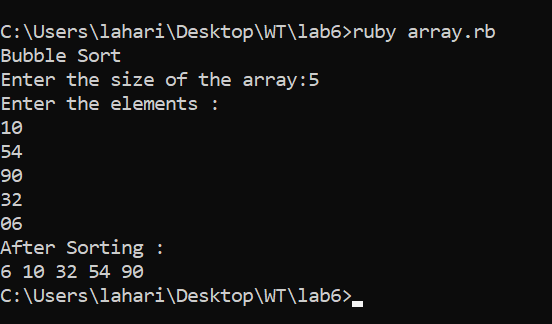 C:\Users\lahari\Desktop\WT\lab6>ruby array.rb
Bubble Sort
Enter the size of the array:5
Enter the elements :
10
54
90
32
06
After Sorting :
6 10 32 54 90
C:\Users\lahari\Desktop\WT\lab6>